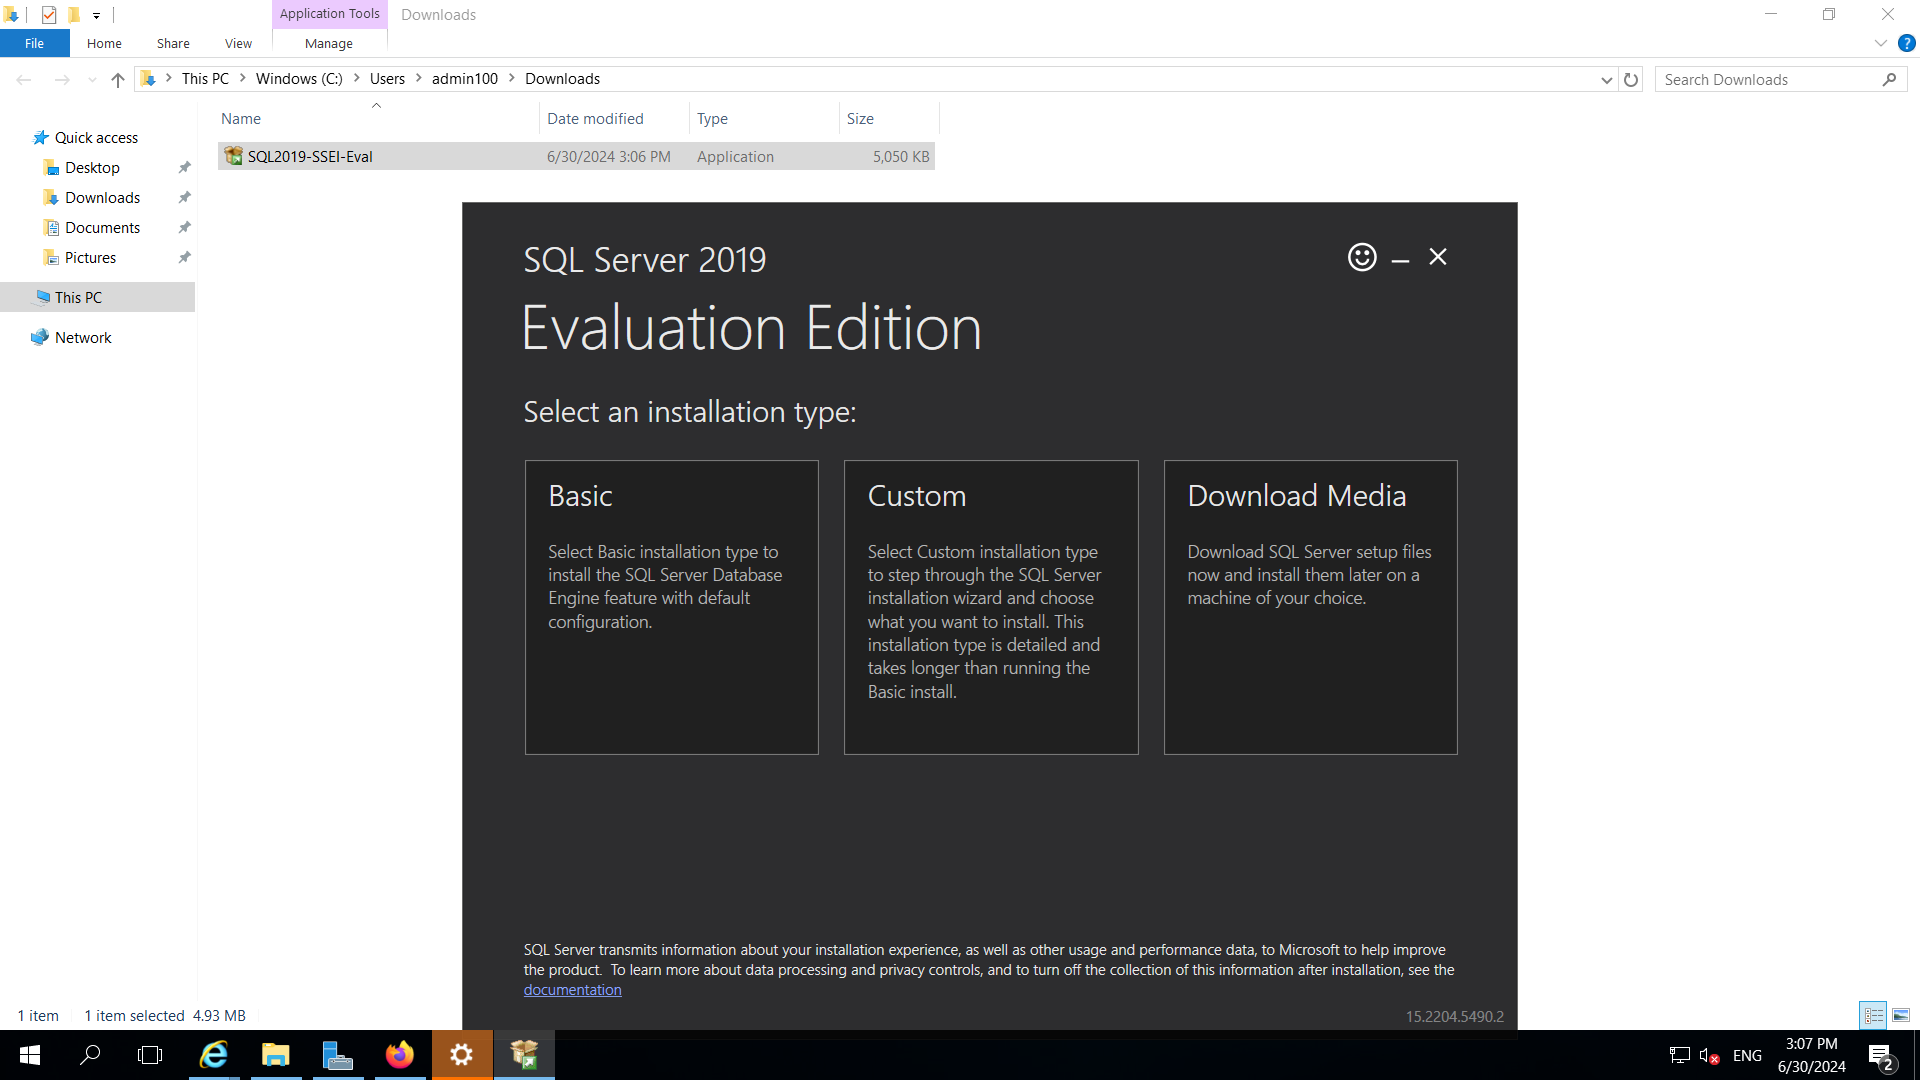 Application Tools
Downloads
File
Home
Share
View
Manage
This PC
Windows (C:)
Users
admin100
Downloads
Search Downloads
Name
Date modified
Type
Size
Quick access
Desktop
Downloads
Documents
Pictures
This PC
Network
SQL2019-SSEI-Eval
6/30/2024 3:06 PM
Application
5,050 KB
SQL Server 2019
Evaluation Edition
Select an installation type:
Basic
Select Basic installation type to
install the SQL Server Database
Engine feature with default
configuration.
Custom
Select Custom installation type
to step through the SQL Server
installation wizard and choose
what you want to install. This
installation type is detailed and
takes longer than running the
Basic install.
Download Media
Download SQL Server setup files
now and install them later on a
machine of your choice.
SQL Server transmits information about your installation experience, as well as other usage and performance data, to Microsoft to help improve
the product.  To learn more about data processing and privacy controls, and to turn off the collection of this information after installation, see the
documentation
15.2204.5490.2
1 item
1 item selected
4.93 MB
ENG
3:07 PM
6/30/2024
2